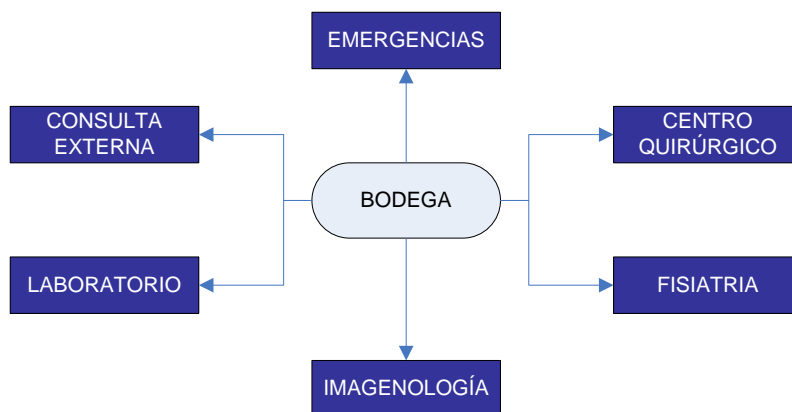 EMERGENCIAS
CONSULTA
EXTERNA
CENTRO
QUIRÚRGICO
BODEGA
LABORATORIO
FISIATRIA
IMAGENOLOGÍA